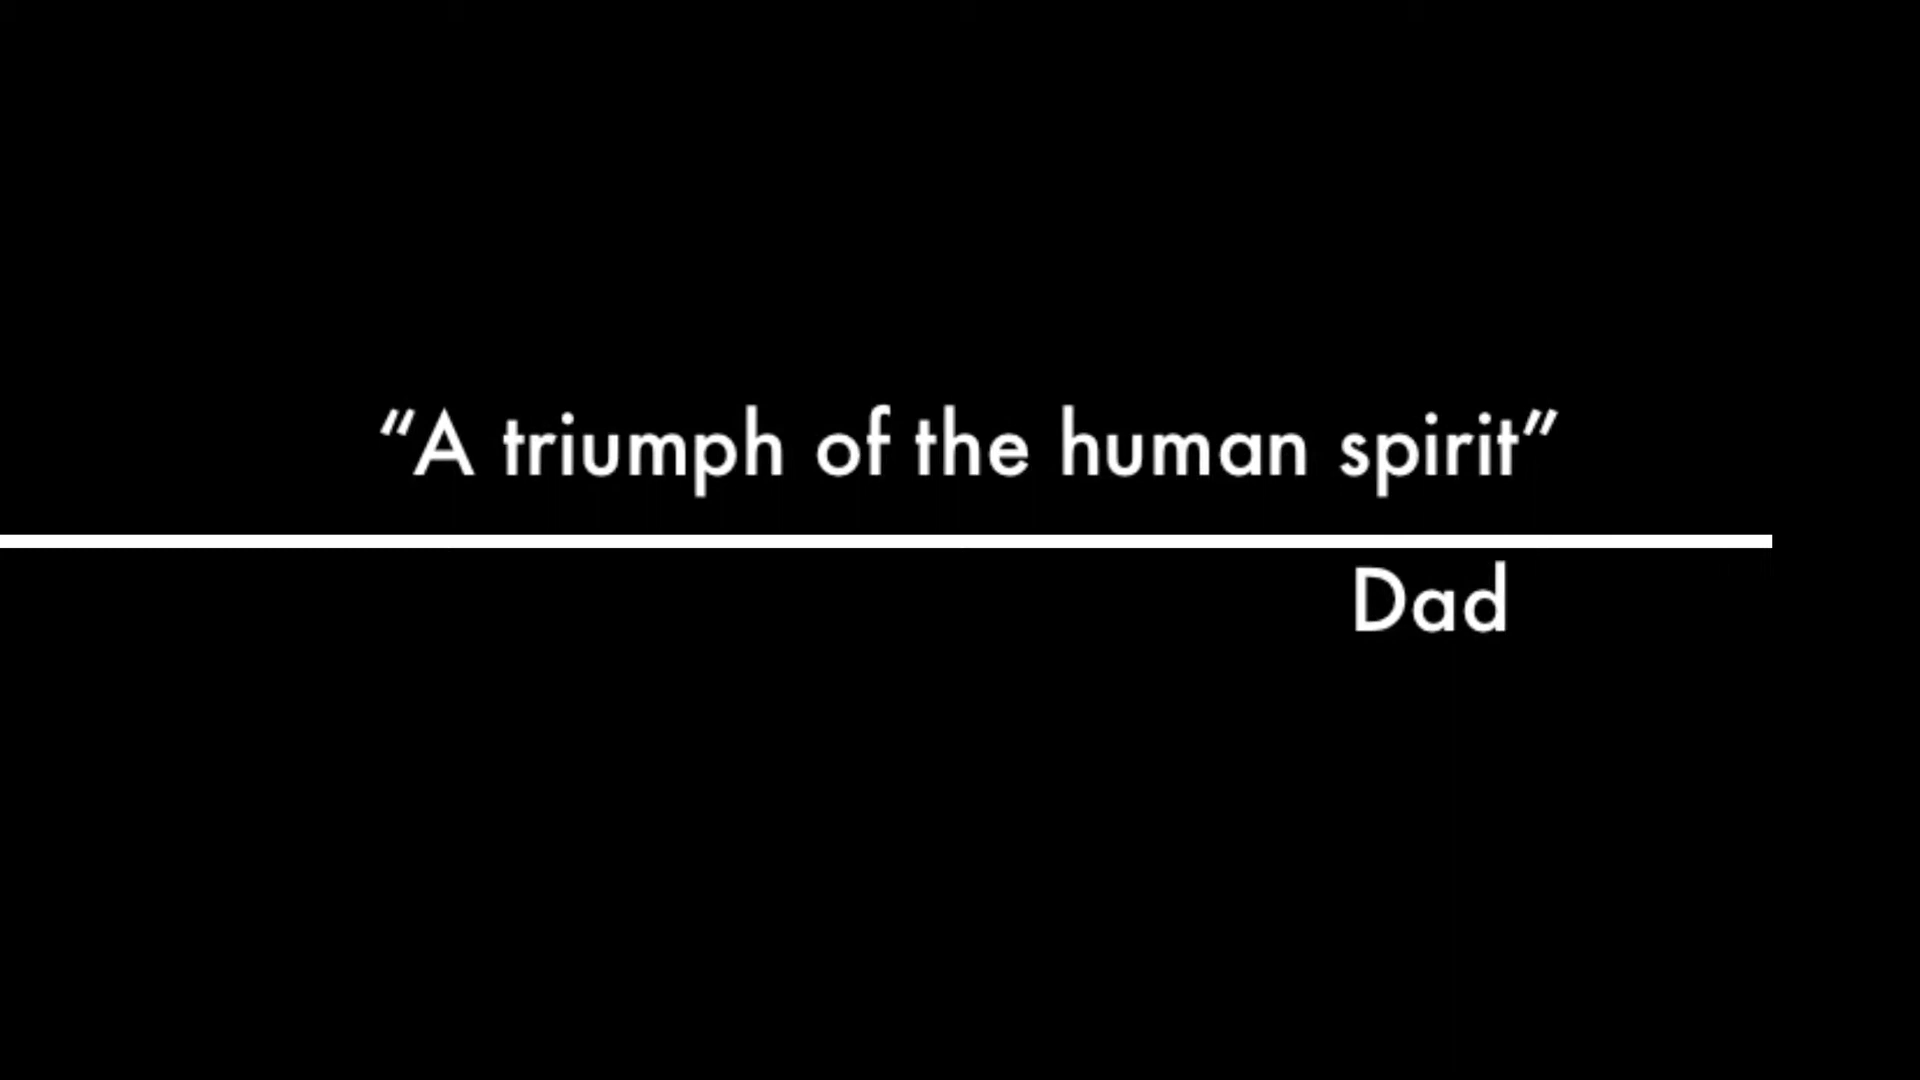 “A triumph of the human spirit”
Dad